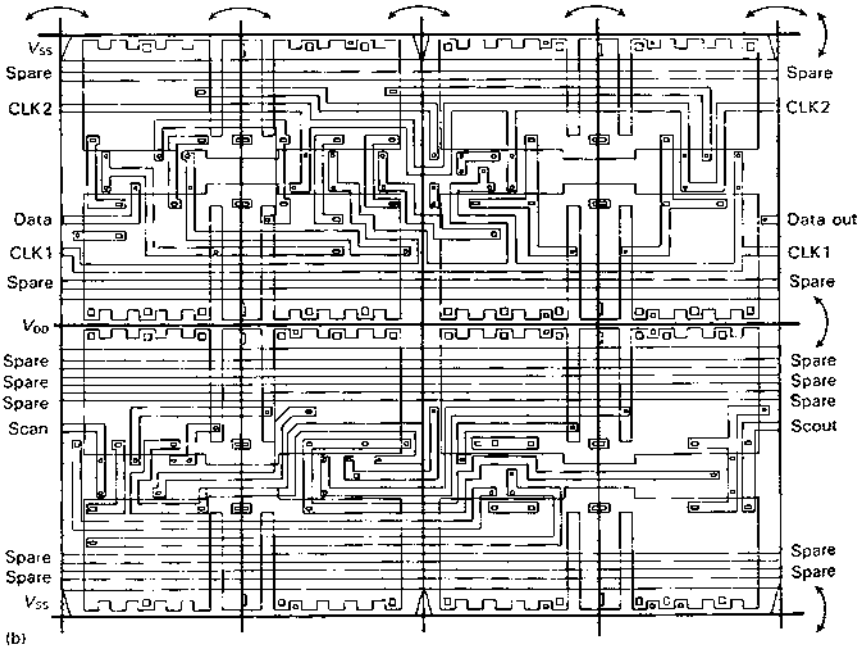 V_SS
Spare Spare
CLK2 CLK2
Data Data out
CLK1 CLK1
Spare Spare
V_DD
Spare Spare
Spare Spare
Spare Spare
Scan Scout
Spare Spare
Spare Spare
V_SS
(b)